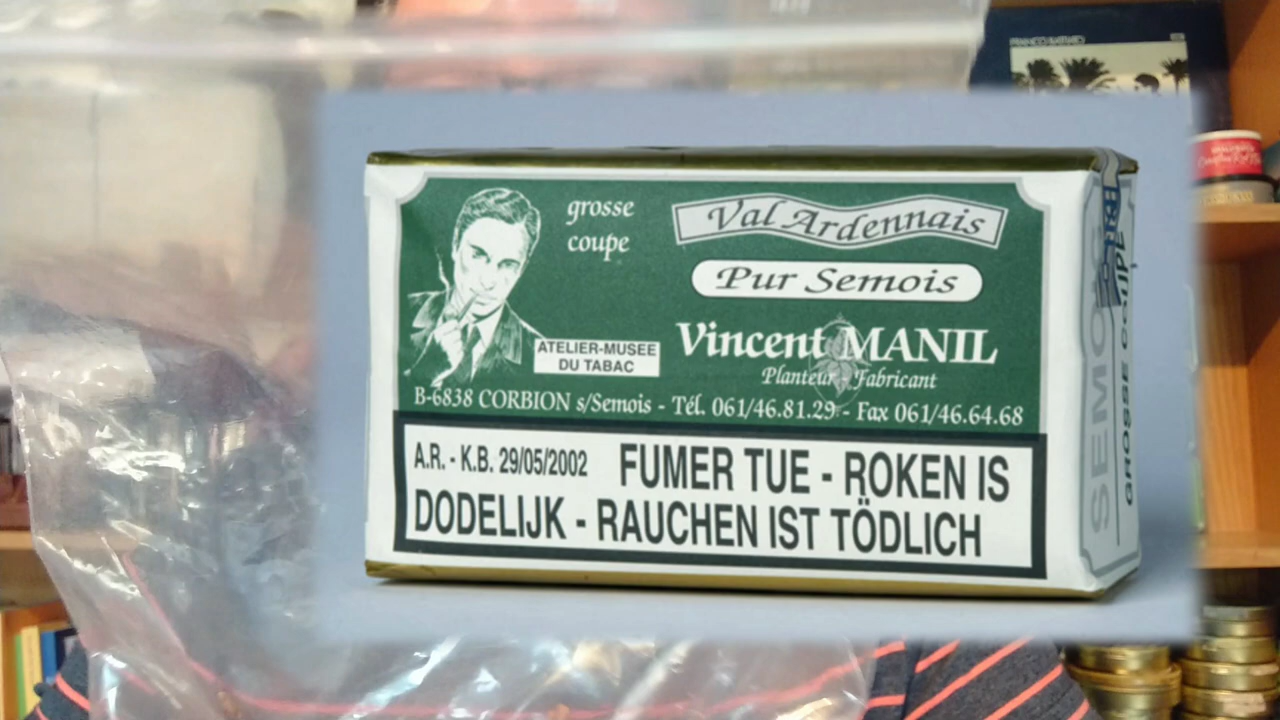 grosse
coupe
Val Ardennais
Pur Semois
Vincent MANIL
Planteur Fabricant
ATELIER-MUSEE
DU TABAC
B-6838 CORBION s/Semois - Tél. 061/46.81.29 - Fax 061/46.64.68
A.R. - K.B. 29/05/2002 FUMER TUE - ROKEN IS
DODELIJK - RAUCHEN IST TÖDLICH
SEMOIS
GROSSE COUPE